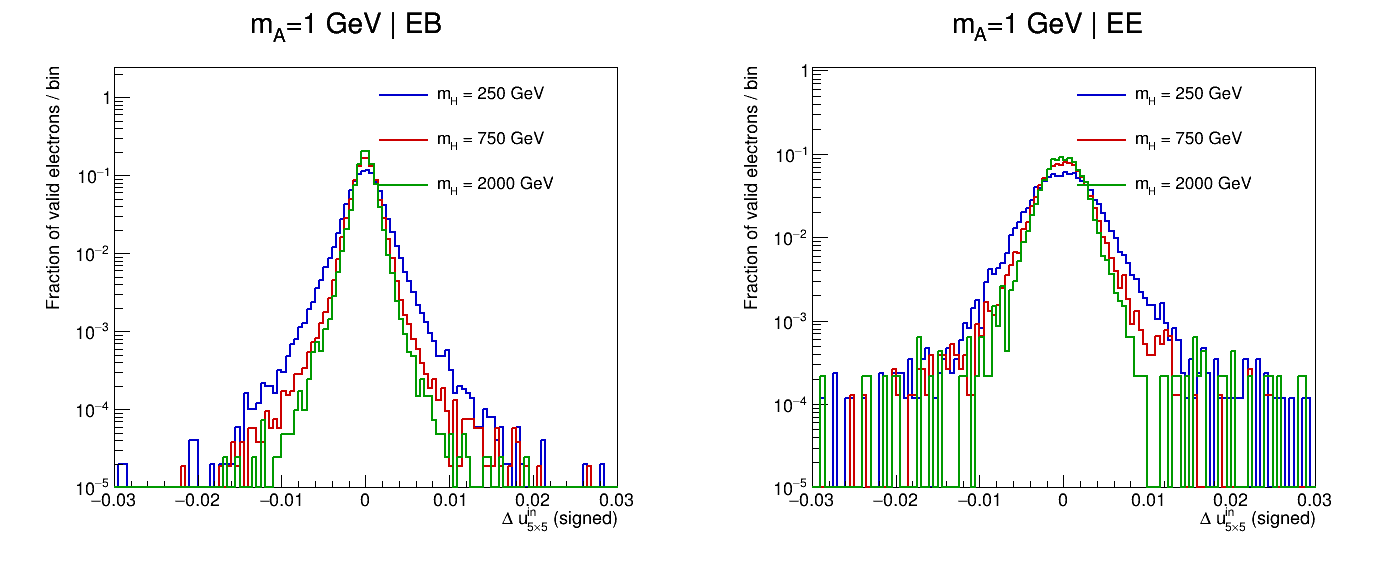 m_A=1 GeV | EB
Fraction of valid electrons / bin
m_H = 250 GeV
m_H = 750 GeV
m_H = 2000 GeV
1
10⁻¹
10⁻²
10⁻³
10⁻⁴
10⁻⁵
−0.03 −0.02 −0.01 0 0.01 0.02 0.03
Δ u^in_5×5 (signed)
m_A=1 GeV | EE
Fraction of valid electrons / bin
m_H = 250 GeV
m_H = 750 GeV
m_H = 2000 GeV
1
10⁻¹
10⁻²
10⁻³
10⁻⁴
10⁻⁵
−0.03 −0.02 −0.01 0 0.01 0.02 0.03
Δ u^in_5×5 (signed)